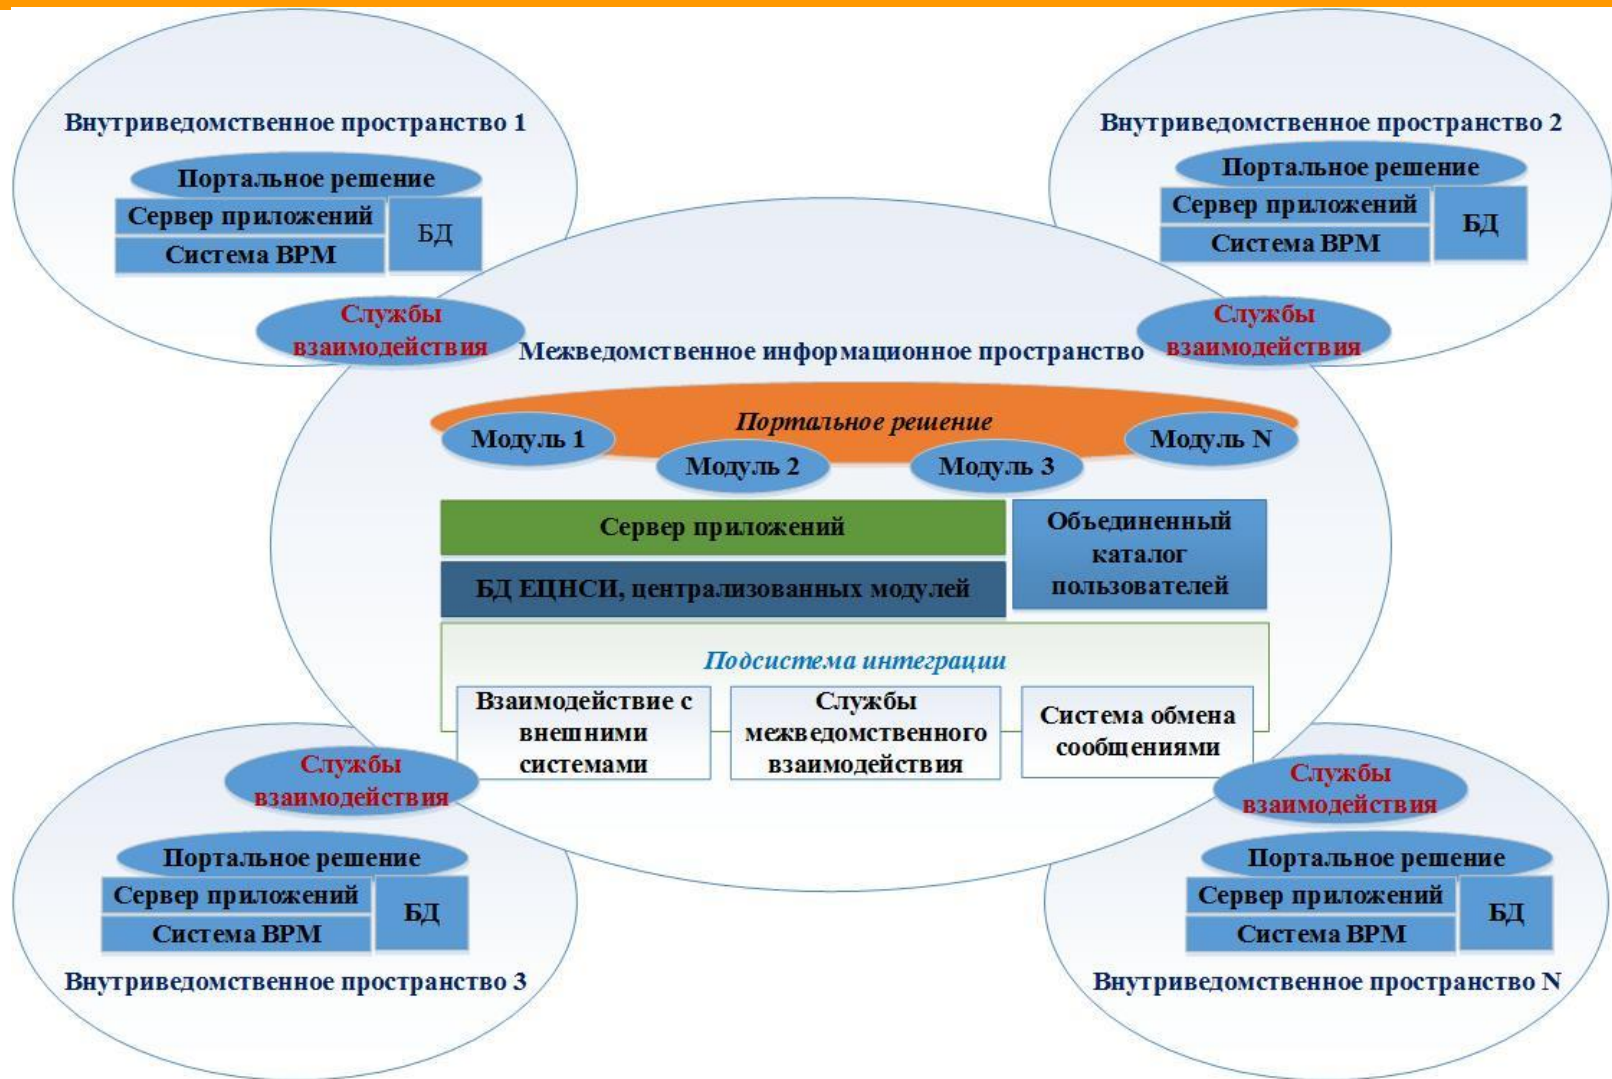 Внутриведомственное пространство 1
Портальное решение
Сервер приложений
БД
Система BPM
Службы
взаимодействия
Внутриведомственное пространство 2
Портальное решение
Сервер приложений
БД
Система BPM
Службы
взаимодействия
Межведомственное информационное пространство
Портальное решение
Модуль 1
Модуль 2
Модуль 3
Модуль N
Сервер приложений
БД ЕЦНСИ, централизованных модулей
Объединенный
каталог
пользователей
Подсистема интеграции
Взаимодействие с
внешними
системами
Службы
межведомственного
взаимодействия
Система обмена
сообщениями
Службы
взаимодействия
Портальное решение
Сервер приложений
БД
Система BPM
Внутриведомственное пространство 3
Службы
взаимодействия
Портальное решение
Сервер приложений
БД
Система BPM
Внутриведомственное пространство N